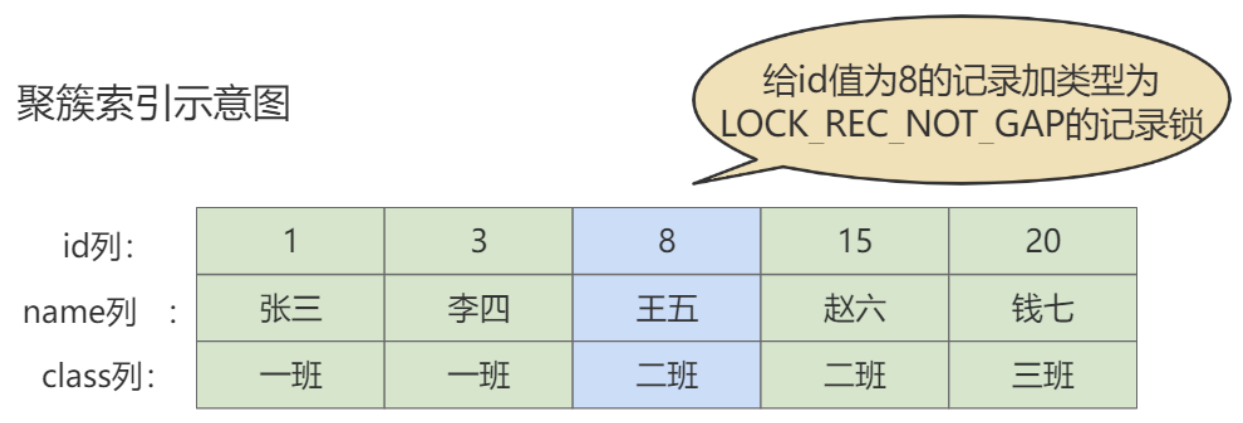 给id值为8的记录加类型为
LOCK_REC_NOT_GAP的记录锁
聚簇索引示意图
id列： 1 3 8 15 20
name列 ： 张三 李四 王五 赵六 钱七
class列： 一班 一班 二班 二班 三班